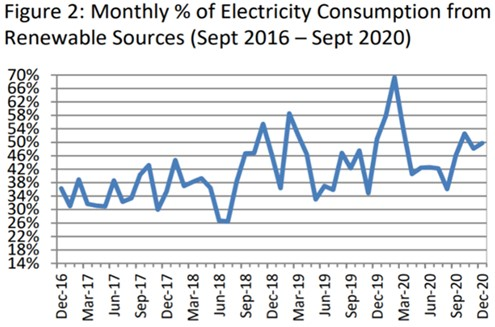 Figure 2: Monthly % of Electricity Consumption from
Renewable Sources (Sept 2016 – Sept 2020)
70%
66%
62%
58%
54%
50%
46%
42%
38%
34%
30%
26%
22%
18%
14%
Dec-16
Mar-17
Jun-17
Sep-17
Dec-17
Mar-18
Jun-18
Sep-18
Dec-18
Mar-19
Jun-19
Sep-19
Dec-19
Mar-20
Jun-20
Sep-20
Dec-20